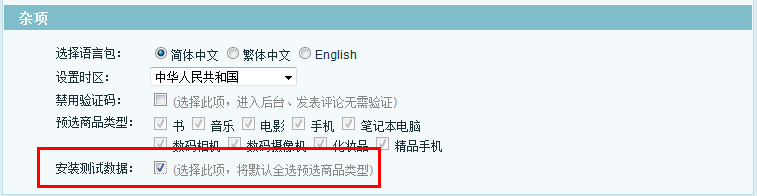 杂项
选择语言包： 简体中文 繁体中文 English
设置时区： 中华人民共和国
禁用验证码： (选择此项，进入后台、发表评论无需验证)
预选商品类型： 书 音乐 电影 手机 笔记本电脑
数码相机 数码摄像机 化妆品 精品手机
安装测试数据： (选择此项，将默认全选预选商品类型)